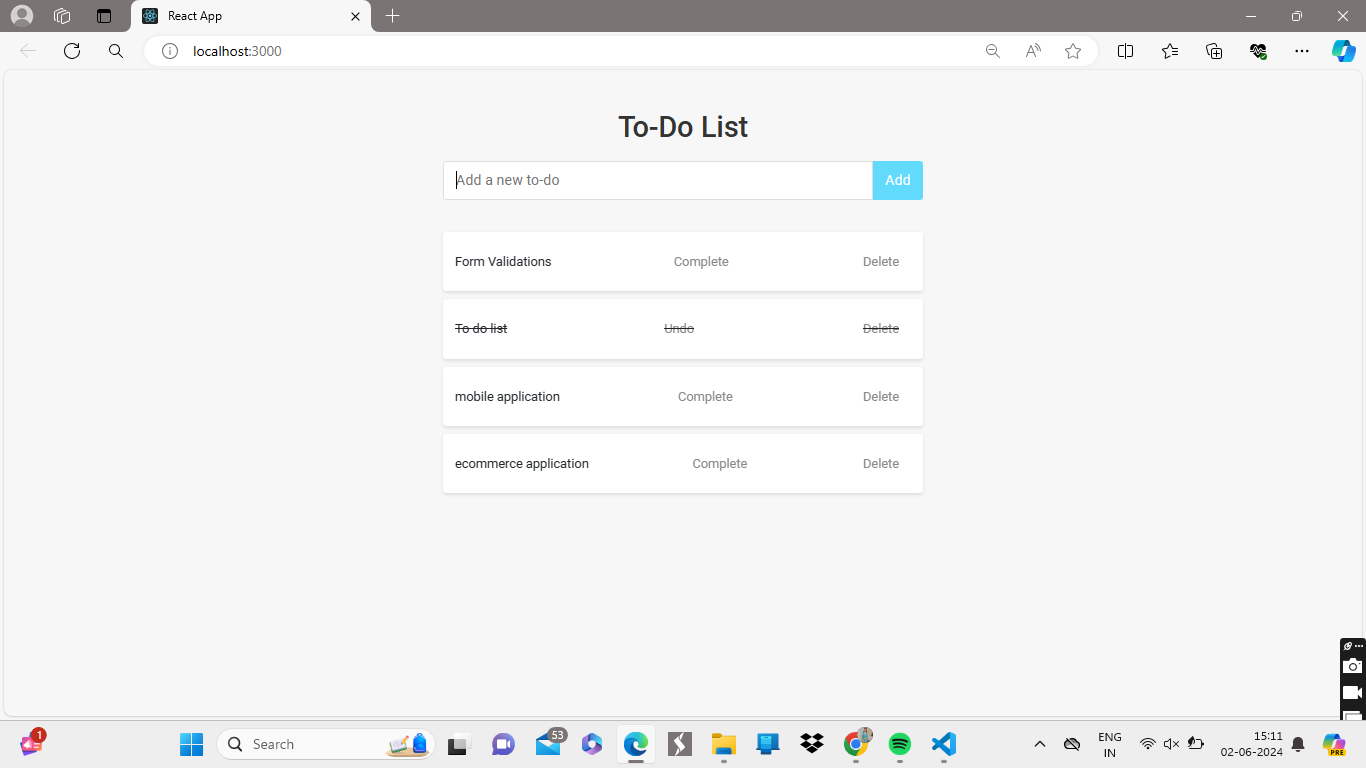 React App
localhost:3000
To-Do List
Add a new to-do
Add
Form Validations Complete Delete
To do list Undo Delete
mobile application Complete Delete
ecommerce application Complete Delete
1
Search
53
ENG
IN
15:11
02-06-2024
PRE